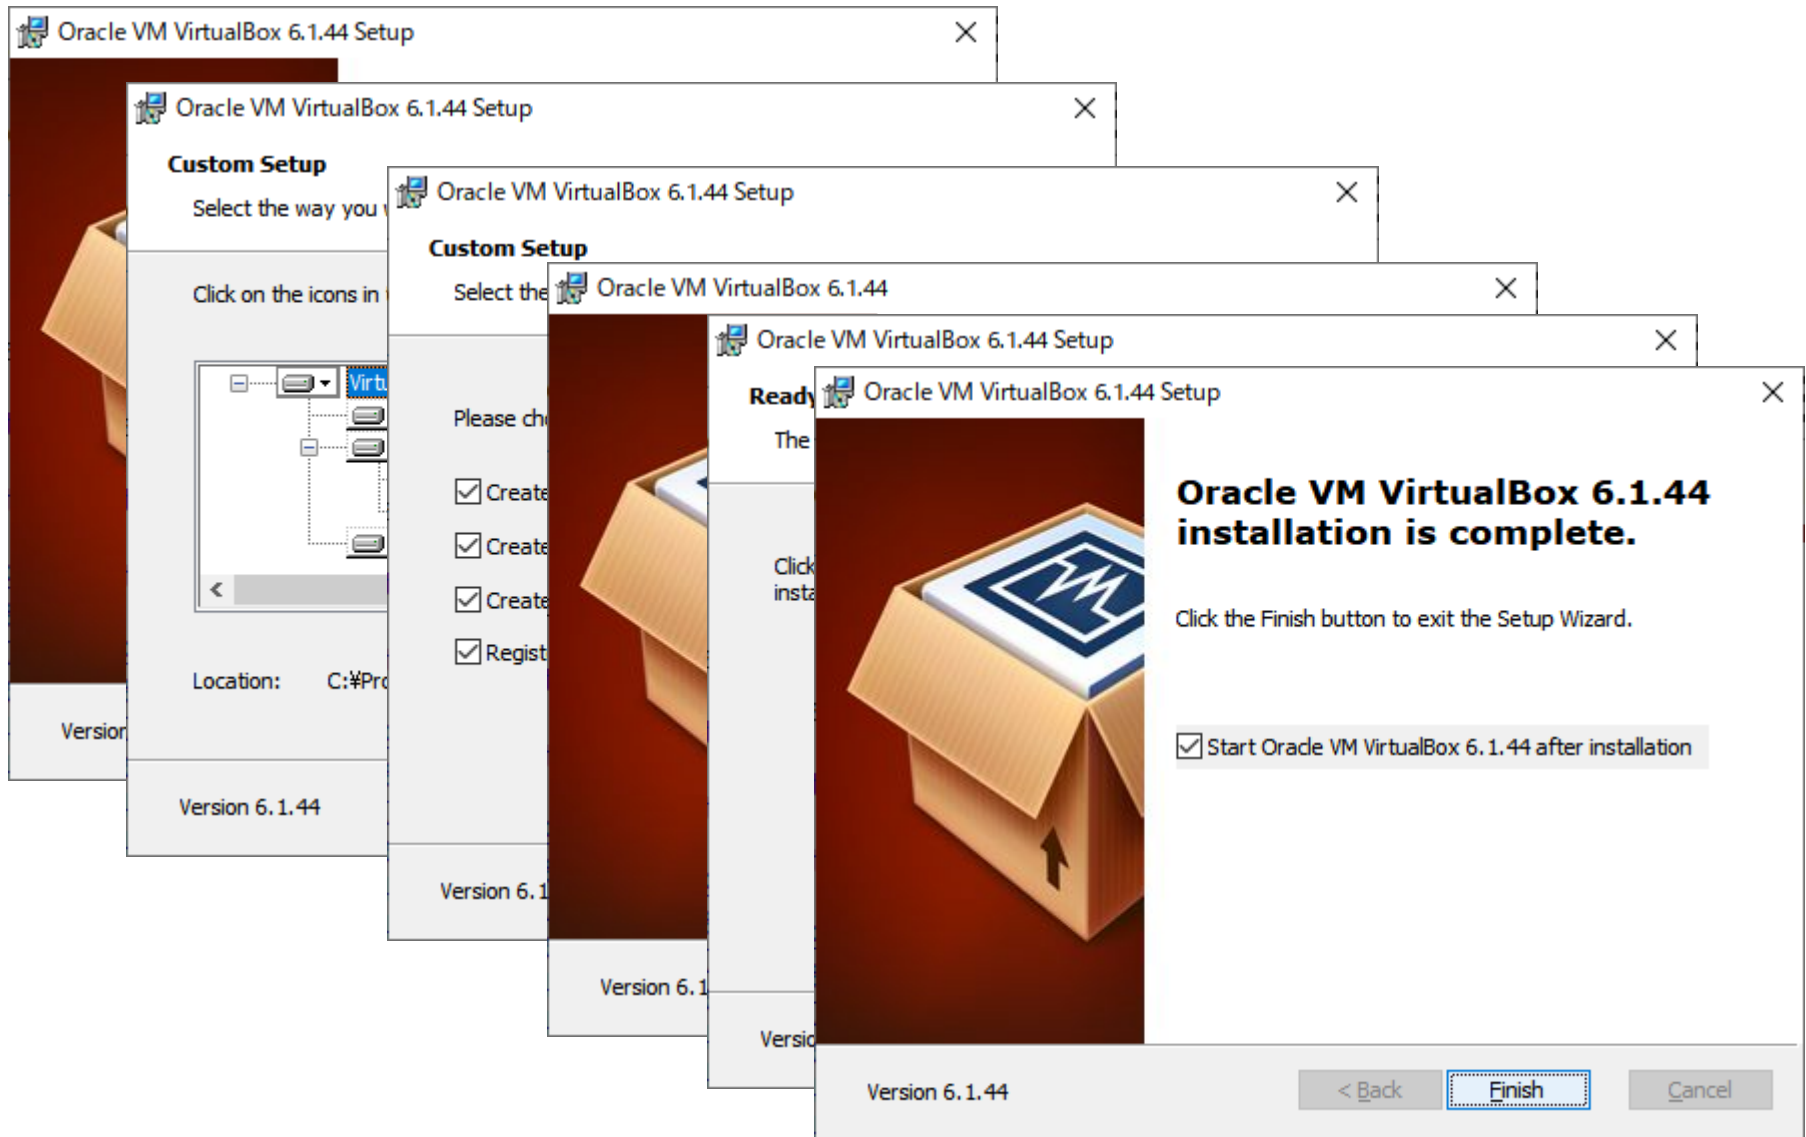 Oracle VM VirtualBox 6.1.44 Setup
Version
Oracle VM VirtualBox 6.1.44 Setup
Custom Setup
Select the way you
Click on the icons in
Location: C:¥Pro
Version 6.1.44
Oracle VM VirtualBox 6.1.44 Setup
Custom Setup
Select the
Please
Create
Create
Create
Version 6.1
Oracle VM VirtualBox 6.1.44
Version 6.1
Oracle VM VirtualBox 6.1.44 Setup
Ready
The
Click
Oracle VM VirtualBox 6.1.44 Setup
Oracle VM VirtualBox 6.1.44
installation is complete.
Click the Finish button to exit the Setup Wizard.
Start Oracle VM VirtualBox 6.1.44 after installation
Version 6.1.44
< Back Finish Cancel